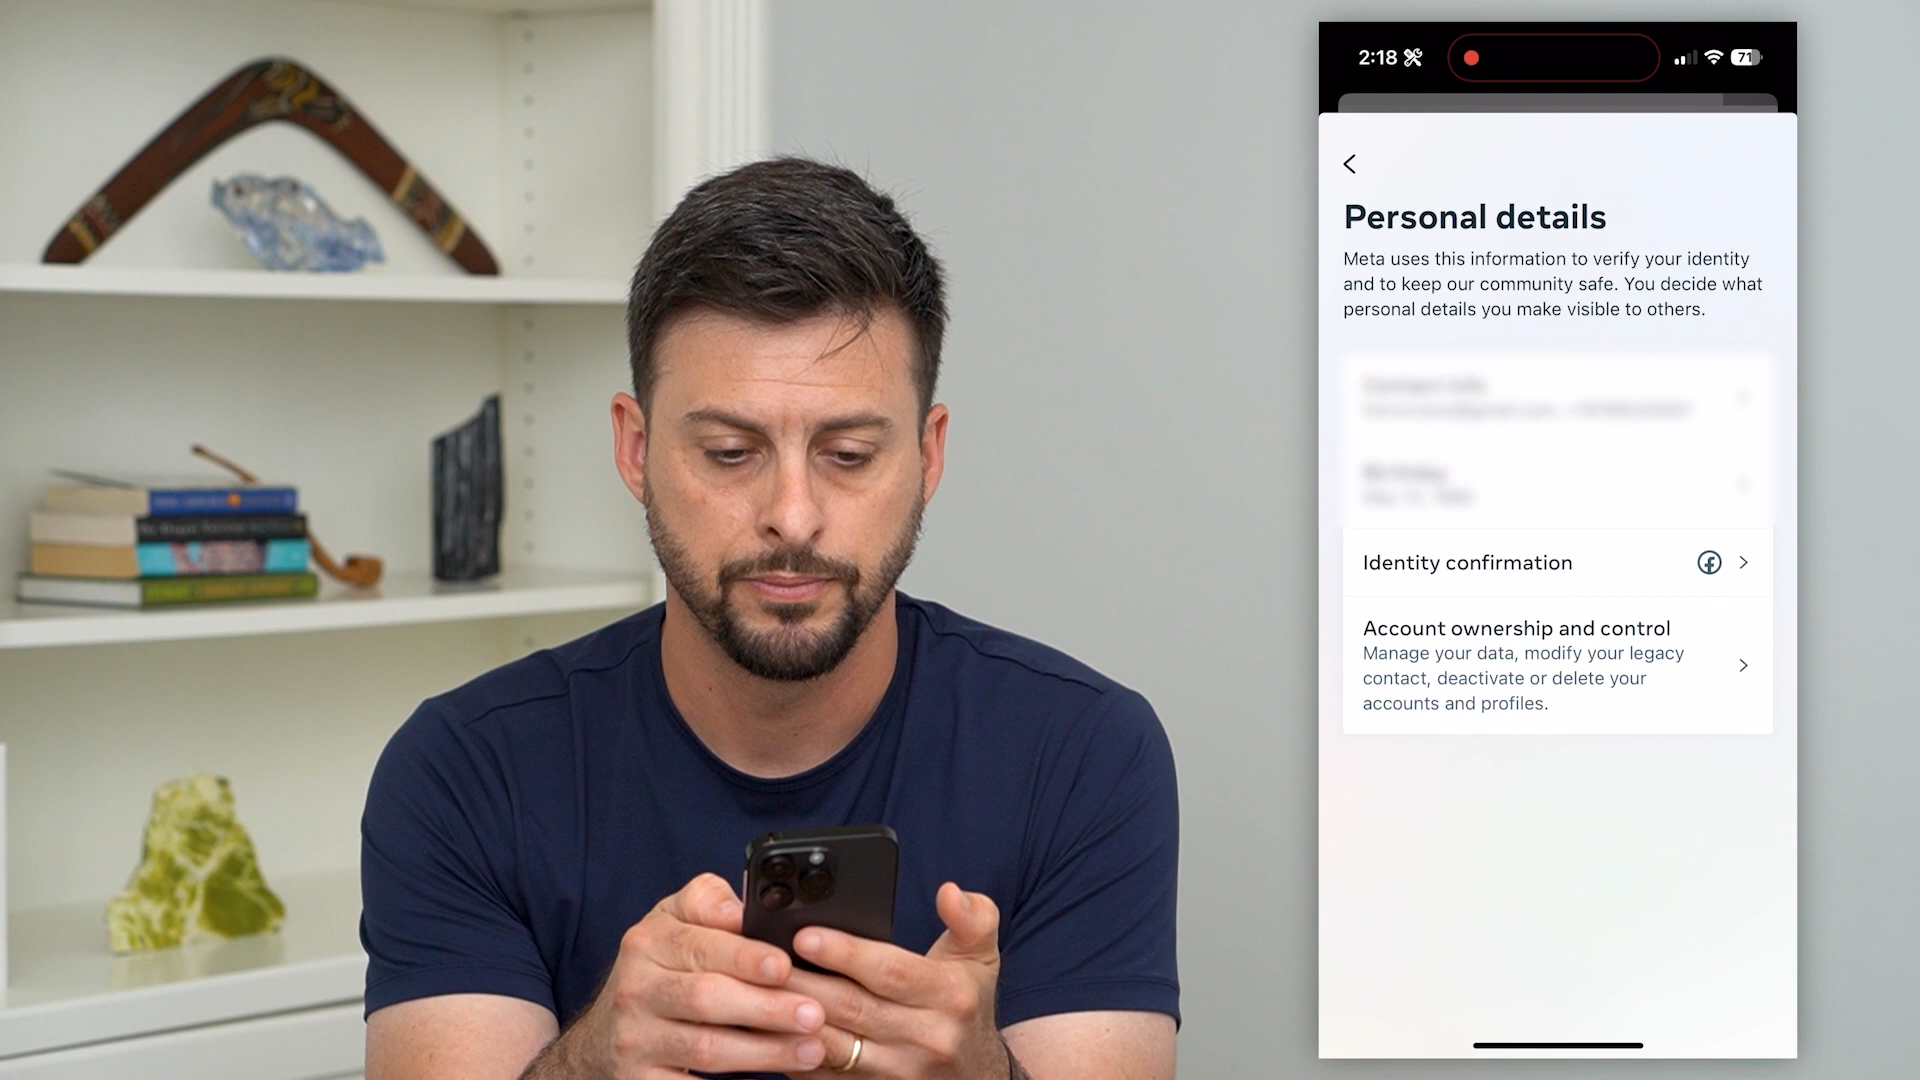 2:18
71
Personal details
Meta uses this information to verify your identity
and to keep our community safe. You decide what
personal details you make visible to others.
Identity confirmation
Account ownership and control
Manage your data, modify your legacy
contact, deactivate or delete your
accounts and profiles.